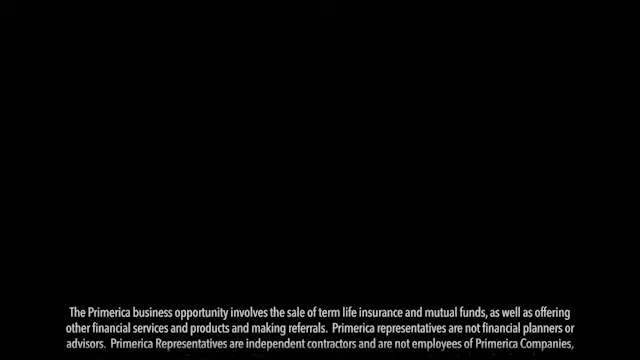 The Primerica business opportunity involves the sale of term life insurance and mutual funds, as well as offering
other financial services and products and making referrals.  Primerica representatives are not financial planners or
advisors.  Primerica Representatives are independent contractors and are not employees of Primerica Companies,